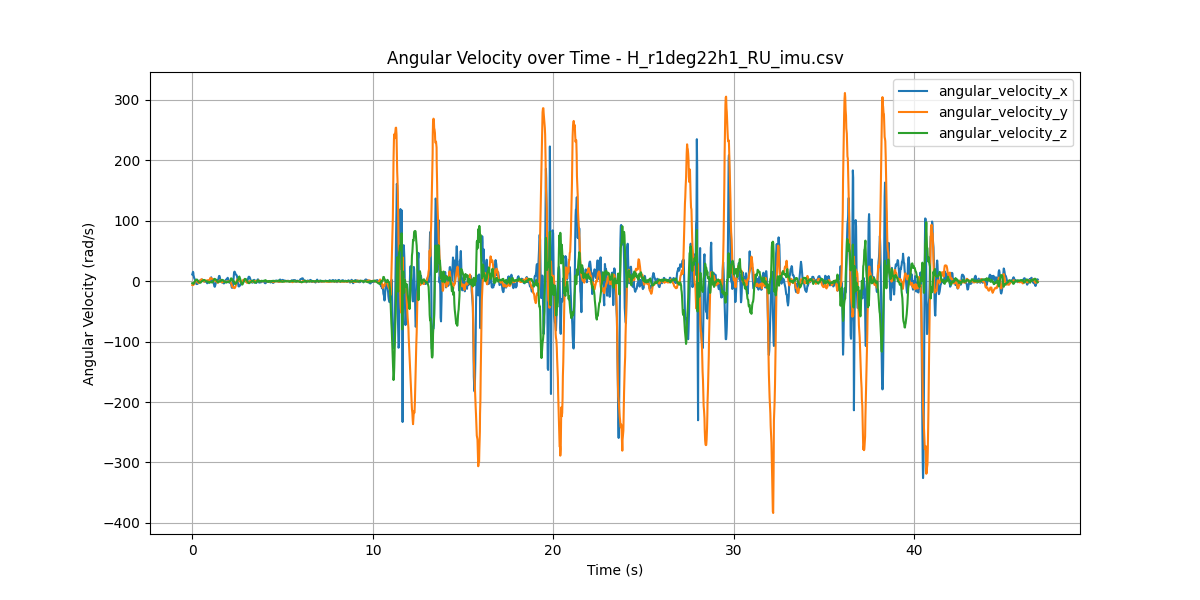 Angular Velocity over Time - H_r1deg22h1_RU_imu.csv
angular_velocity_x
angular_velocity_y
angular_velocity_z
Angular Velocity (rad/s)
300
200
100
0
−100
−200
−300
−400
0 10 20 30 40
Time (s)